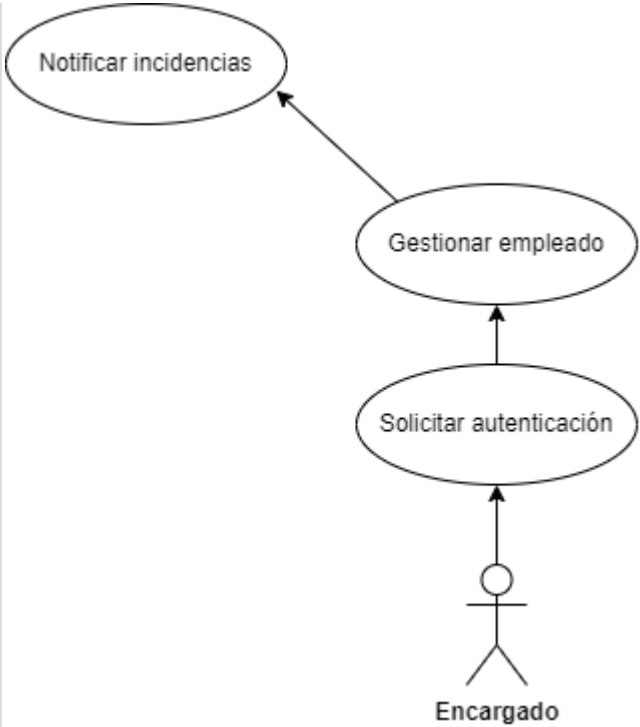 Notificar incidencias
Gestionar empleado
Solicitar autenticación
Encargado